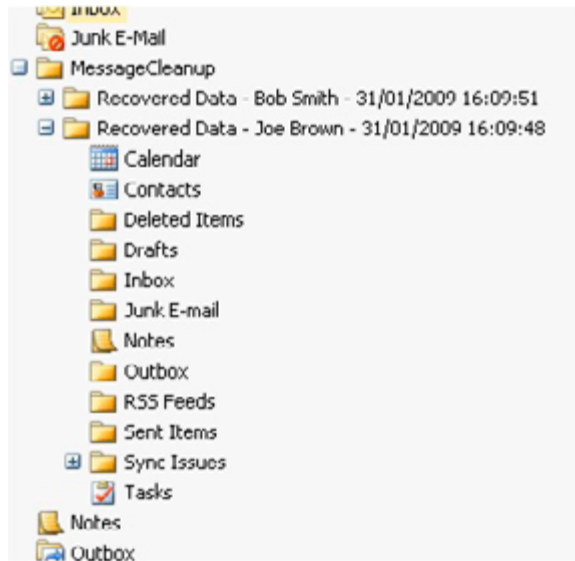 Inbox
Junk E-Mail
MessageCleanup
Recovered Data - Bob Smith - 31/01/2009 16:09:51
Recovered Data - Joe Brown - 31/01/2009 16:09:48
Calendar
Contacts
Deleted Items
Drafts
Inbox
Junk E-mail
Notes
Outbox
RSS Feeds
Sent Items
Sync Issues
Tasks
Notes
Outbox